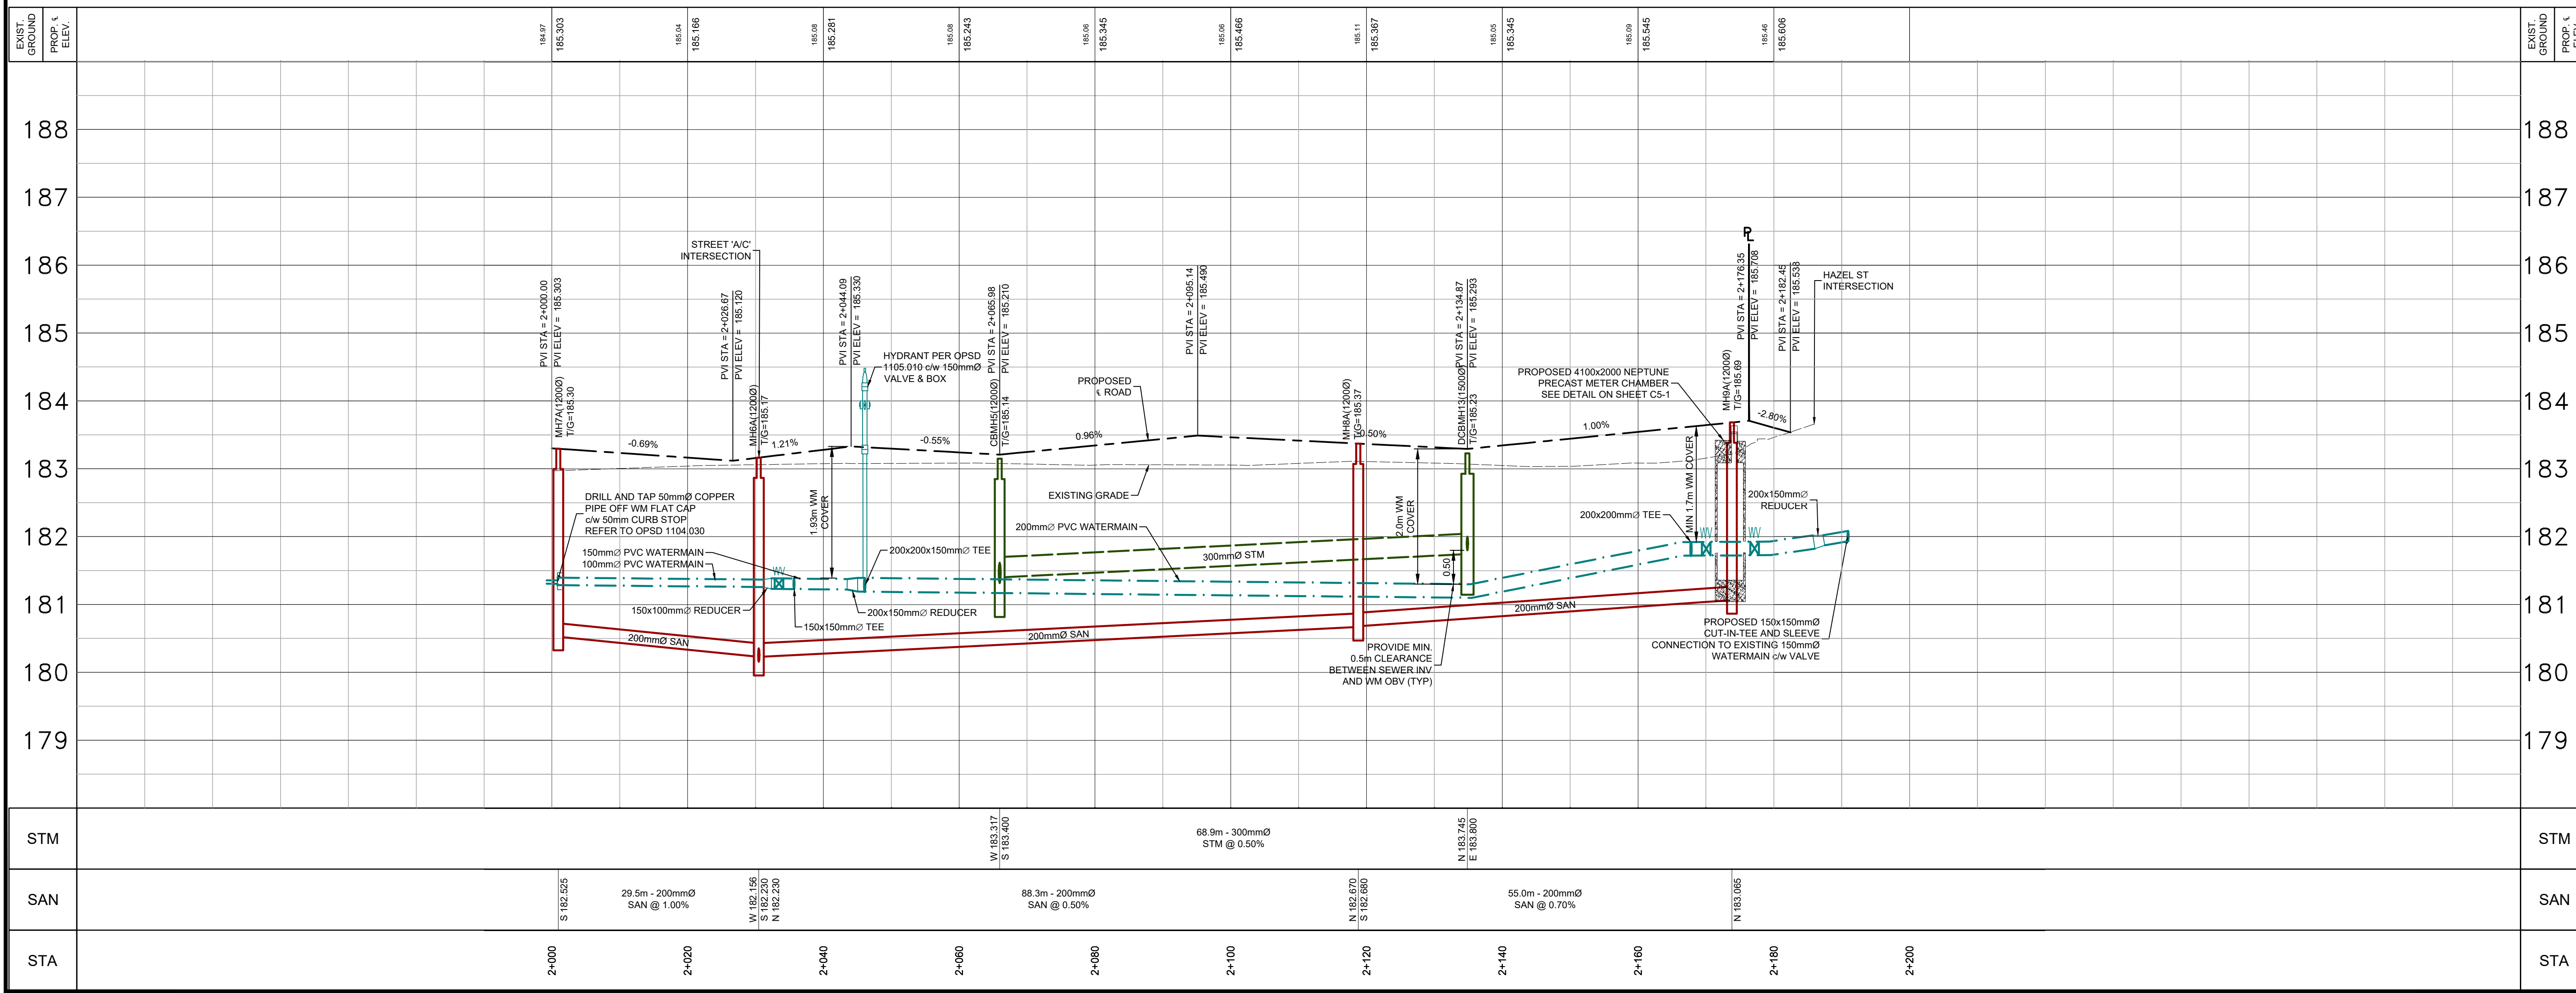 EXIST. GROUND
PROP. ℄ ELEV.
184.97
185.303
185.04
185.166
185.08
185.281
185.08
185.243
185.06
185.345
185.06
185.466
185.11
185.367
185.05
185.345
185.09
185.545
185.46
185.606
EXIST. GROUND
PROP. ℄
188
187
186
185
184
183
182
181
180
179
188
187
186
185
184
183
182
181
180
179
PVI STA = 2+000.00
PVI ELEV = 185.303
MH7A(1200Ø)
T/G=185.30
PVI STA = 2+026.67
PVI ELEV = 185.120
STREET 'A/C'
INTERSECTION
MH6A(1200Ø)
T/G=185.17
PVI STA = 2+044.09
PVI ELEV = 185.330
HYDRANT PER OPSD
1105.010 c/w 150mmØ
VALVE & BOX
PVI STA = 2+065.98
PVI ELEV = 185.210
CBMH5(1200Ø)
T/G=185.14
PVI STA = 2+095.14
PVI ELEV = 185.490
PROPOSED
℄ ROAD
MH8A(1200Ø)
T/G=185.37
PVI STA = 2+134.87
PVI ELEV = 185.293
DCBMH13(1500Ø)
T/G=185.23
PROPOSED 4100x2000 NEPTUNE
PRECAST METER CHAMBER
SEE DETAIL ON SHEET C5-1
MH9A(1200Ø)
T/G=185.69
PL
PVI STA = 2+176.35
PVI ELEV = 185.708
PVI STA = 2+182.45
PVI ELEV = 185.538
HAZEL ST
INTERSECTION
-0.69%
1.21%
-0.55%
0.96%
-0.50%
1.00%
-2.80%
DRILL AND TAP 50mmØ COPPER
PIPE OFF WM FLAT CAP
c/w 50mm CURB STOP
REFER TO OPSD 1104.030
150mmØ PVC WATERMAIN
100mmØ PVC WATERMAIN
WV
150x100mmØ REDUCER
150x150mmØ TEE
1.93m WM
COVER
200x200x150mmØ TEE
200x150mmØ REDUCER
EXISTING GRADE
200mmØ PVC WATERMAIN
300mmØ STM
2.0m WM
COVER
0.50
200x200mmØ TEE
MIN 1.7m WM COVER
WV
WV
200x150mmØ
REDUCER
200mmØ SAN
200mmØ SAN
200mmØ SAN
PROVIDE MIN.
0.5m CLEARANCE
BETWEEN SEWER INV
AND WM OBV (TYP)
PROPOSED 150x150mmØ
CUT-IN-TEE AND SLEEVE
CONNECTION TO EXISTING 150mmØ
WATERMAIN c/w VALVE
STM
W 183.317
S 183.400
68.9m - 300mmØ
STM @ 0.50%
N 183.745
E 183.800
STM
SAN
S 182.525
29.5m - 200mmØ
SAN @ 1.00%
W 182.156
S 182.230
N 182.230
88.3m - 200mmØ
SAN @ 0.50%
N 182.670
S 182.680
55.0m - 200mmØ
SAN @ 0.70%
N 183.065
SAN
STA
2+000
2+020
2+040
2+060
2+080
2+100
2+120
2+140
2+160
2+180
2+200
STA